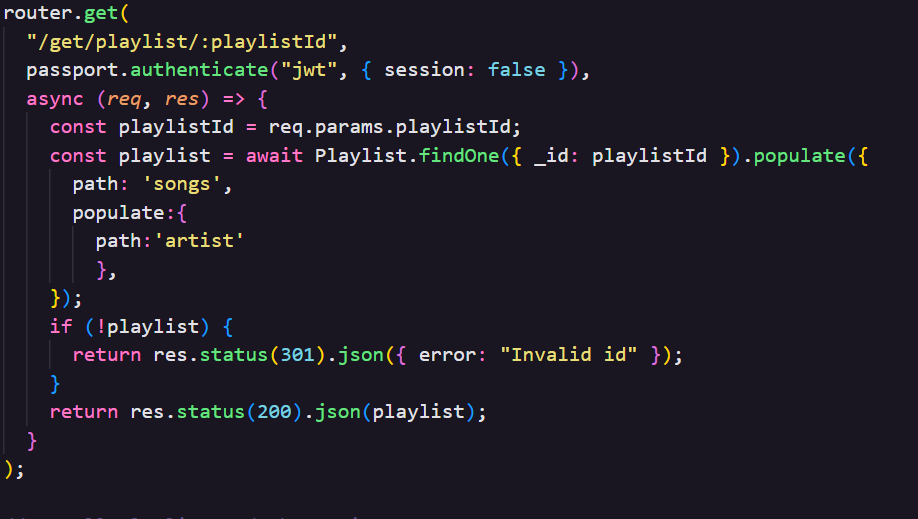 router.get(
  "/get/playlist/:playlistId",
  passport.authenticate("jwt", { session: false }),
  async (req, res) => {
    const playlistId = req.params.playlistId;
    const playlist = await Playlist.findOne({ _id: playlistId }).populate({
      path: 'songs',
      populate:{
        path:'artist'
        },
    });
    if (!playlist) {
      return res.status(301).json({ error: "Invalid id" });
    }
    return res.status(200).json(playlist);
  }
);